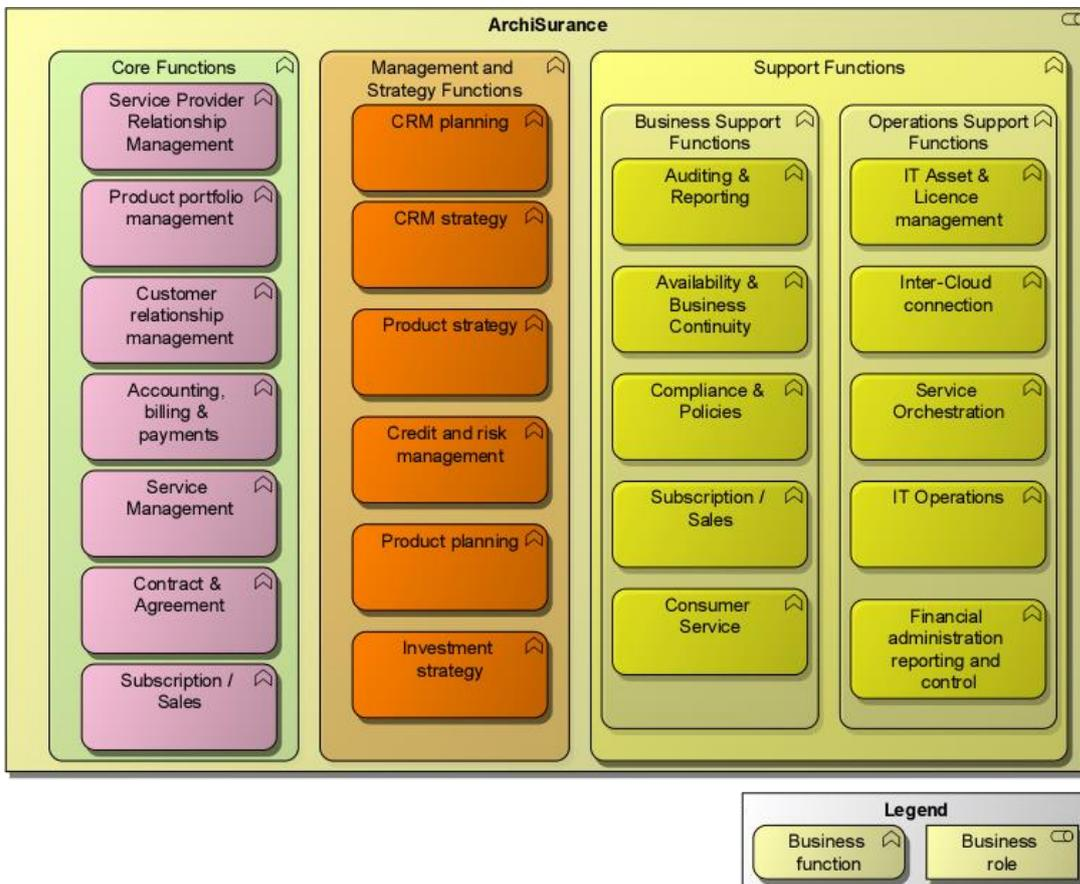 ArchiSurance
Core Functions
Service Provider
Relationship
Management
Product portfolio
management
Customer
relationship
management
Accounting,
billing &
payments
Service
Management
Contract &
Agreement
Subscription /
Sales
Management and
Strategy Functions
CRM planning
CRM strategy
Product strategy
Credit and risk
management
Product planning
Investment
strategy
Support Functions
Business Support
Functions
Auditing &
Reporting
Availability &
Business
Continuity
Compliance &
Policies
Subscription /
Sales
Consumer
Service
Operations Support
Functions
IT Asset &
Licence
management
Inter-Cloud
connection
Service
Orchestration
IT Operations
Financial
administration
reporting and
control
Legend
Business
function
Business
role